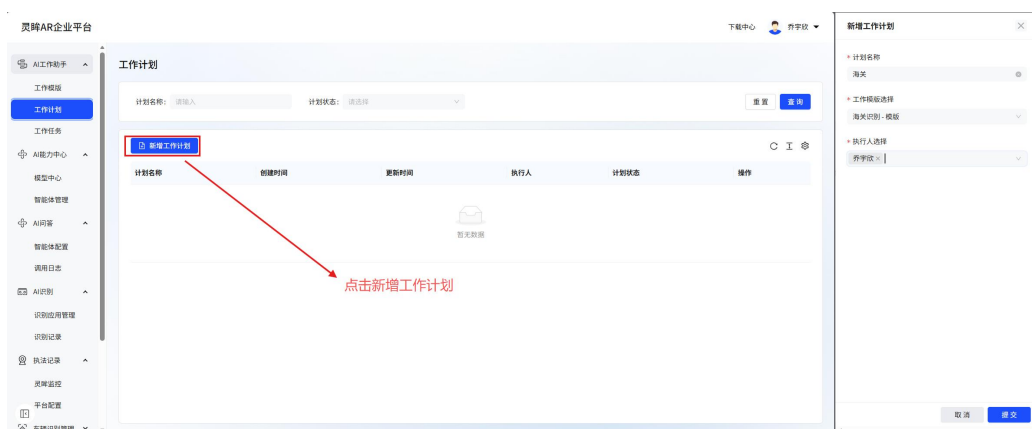 灵眸AR企业平台
下载中心 乔宇欣
AI工作助手
工作模版
工作计划
工作任务
AI能力中心
模型中心
智能体管理
AI问答
智能体配置
调用日志
AI识别
识别应用管理
识别记录
执法记录
灵眸监控
平台配置
车辆识别管理
工作计划
计划名称: 请输入 计划状态: 请选择 重置 查询
新增工作计划
计划名称 创建时间 更新时间 执行人 计划状态 操作
暂无数据
点击新增工作计划
新增工作计划
* 计划名称
海关
* 工作模版选择
海关识别-模版
* 执行人选择
乔宇欣 ×
取消 提交